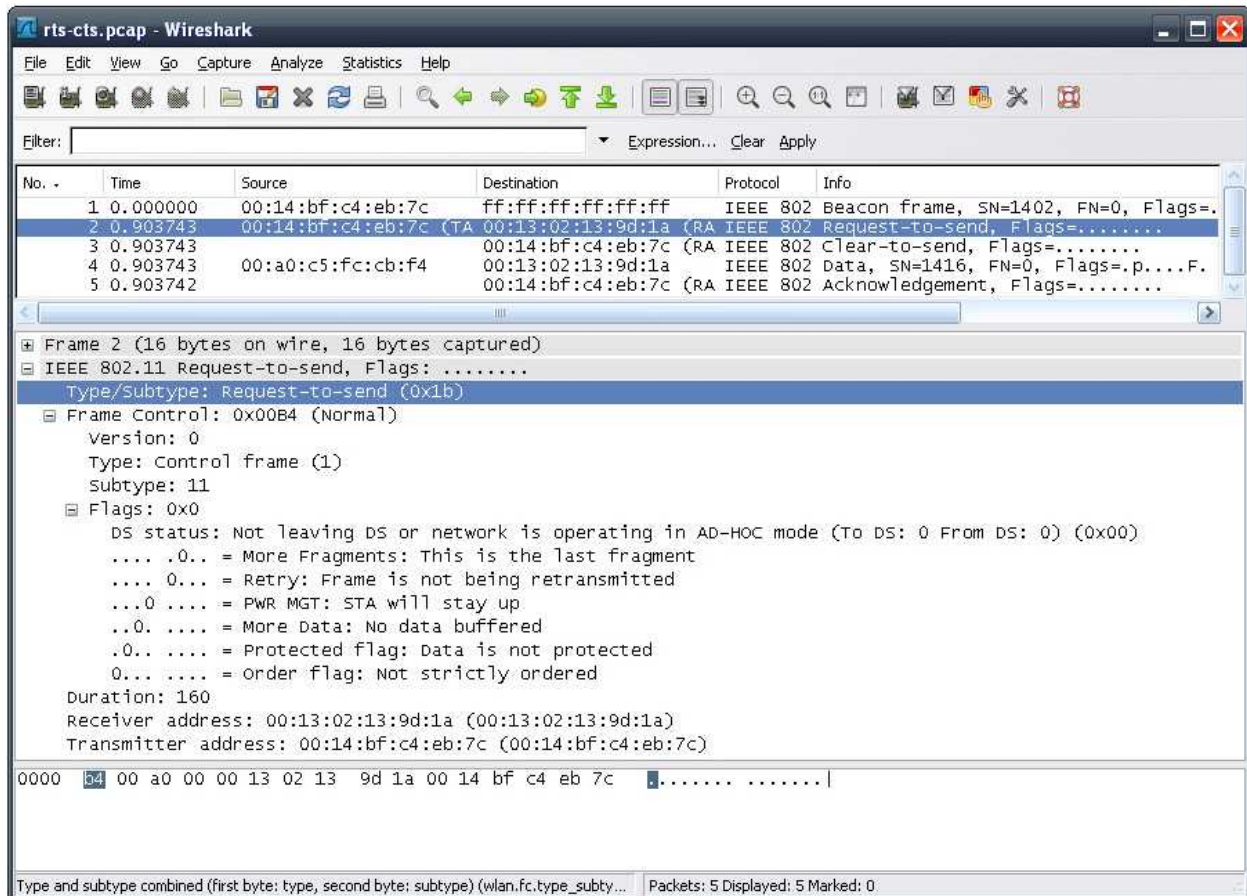 rts-cts.pcap - Wireshark
File Edit View Go Capture Analyze Statistics Help
Filter: Expression... Clear Apply
No. Time Source Destination Protocol Info
1 0.000000 00:14:bf:c4:eb:7c ff:ff:ff:ff:ff:ff IEEE 802 Beacon frame, SN=1402, FN=0, Flags=.
2 0.903743 00:14:bf:c4:eb:7c (TA 00:13:02:13:9d:1a (RA IEEE 802 Request-to-send, Flags=........
3 0.903743 00:14:bf:c4:eb:7c (RA IEEE 802 Clear-to-send, Flags=........
4 0.903743 00:a0:c5:fc:cb:f4 00:13:02:13:9d:1a IEEE 802 Data, SN=1416, FN=0, Flags=.p....F.
5 0.903742 00:14:bf:c4:eb:7c (RA IEEE 802 Acknowledgement, Flags=........
Frame 2 (16 bytes on wire, 16 bytes captured)
IEEE 802.11 Request-to-send, Flags: ........
Type/Subtype: Request-to-send (0x1b)
Frame Control: 0x00B4 (Normal)
Version: 0
Type: Control frame (1)
Subtype: 11
Flags: 0x0
DS status: Not leaving DS or network is operating in AD-HOC mode (To DS: 0 From DS: 0) (0x00)
.... .0.. = More Fragments: This is the last fragment
.... 0... = Retry: Frame is not being retransmitted
...0 .... = PWR MGT: STA will stay up
..0. .... = More Data: No data buffered
.0.. .... = Protected flag: Data is not protected
0... .... = Order flag: Not strictly ordered
Duration: 160
Receiver address: 00:13:02:13:9d:1a (00:13:02:13:9d:1a)
Transmitter address: 00:14:bf:c4:eb:7c (00:14:bf:c4:eb:7c)
0000 b4 00 a0 00 00 13 02 13 9d 1a 00 14 bf c4 eb 7c ........ .......|
Type and subtype combined (first byte: type, second byte: subtype) (wlan.fc.type_subty... Packets: 5 Displayed: 5 Marked: 0